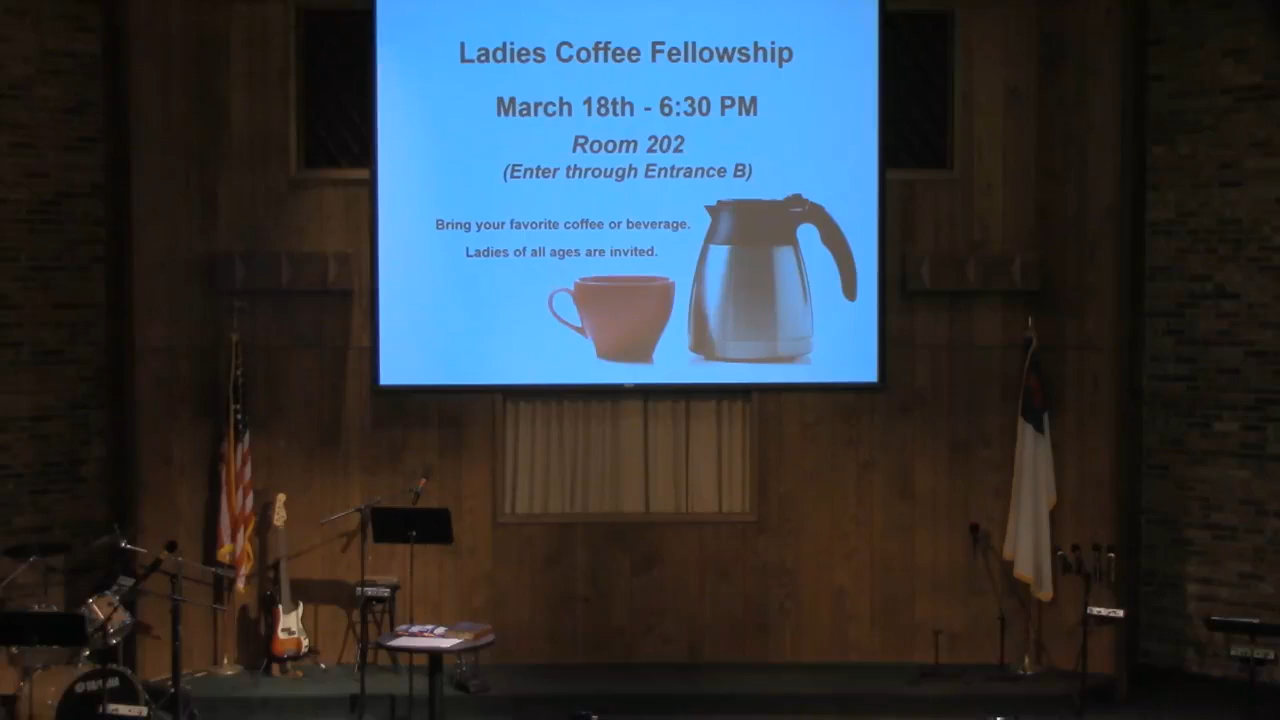 Ladies Coffee Fellowship
March 18th - 6:30 PM
Room 202
(Enter through Entrance B)
Bring your favorite coffee or beverage.
Ladies of all ages are invited.
YAMAHA